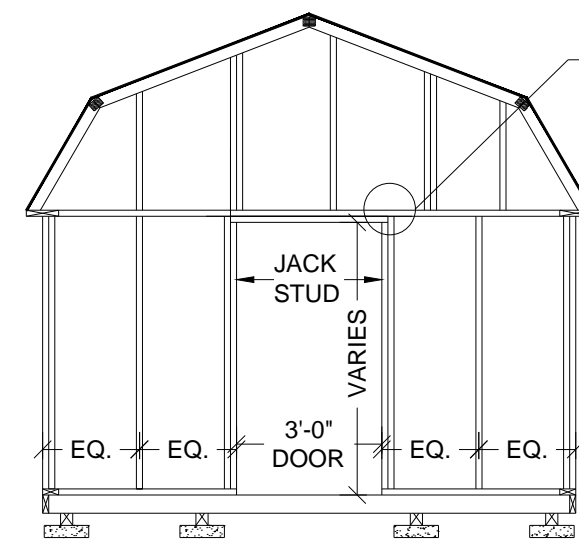 JACK
STUD
VARIES
EQ.
EQ.
3'-0"
DOOR
EQ.
EQ.